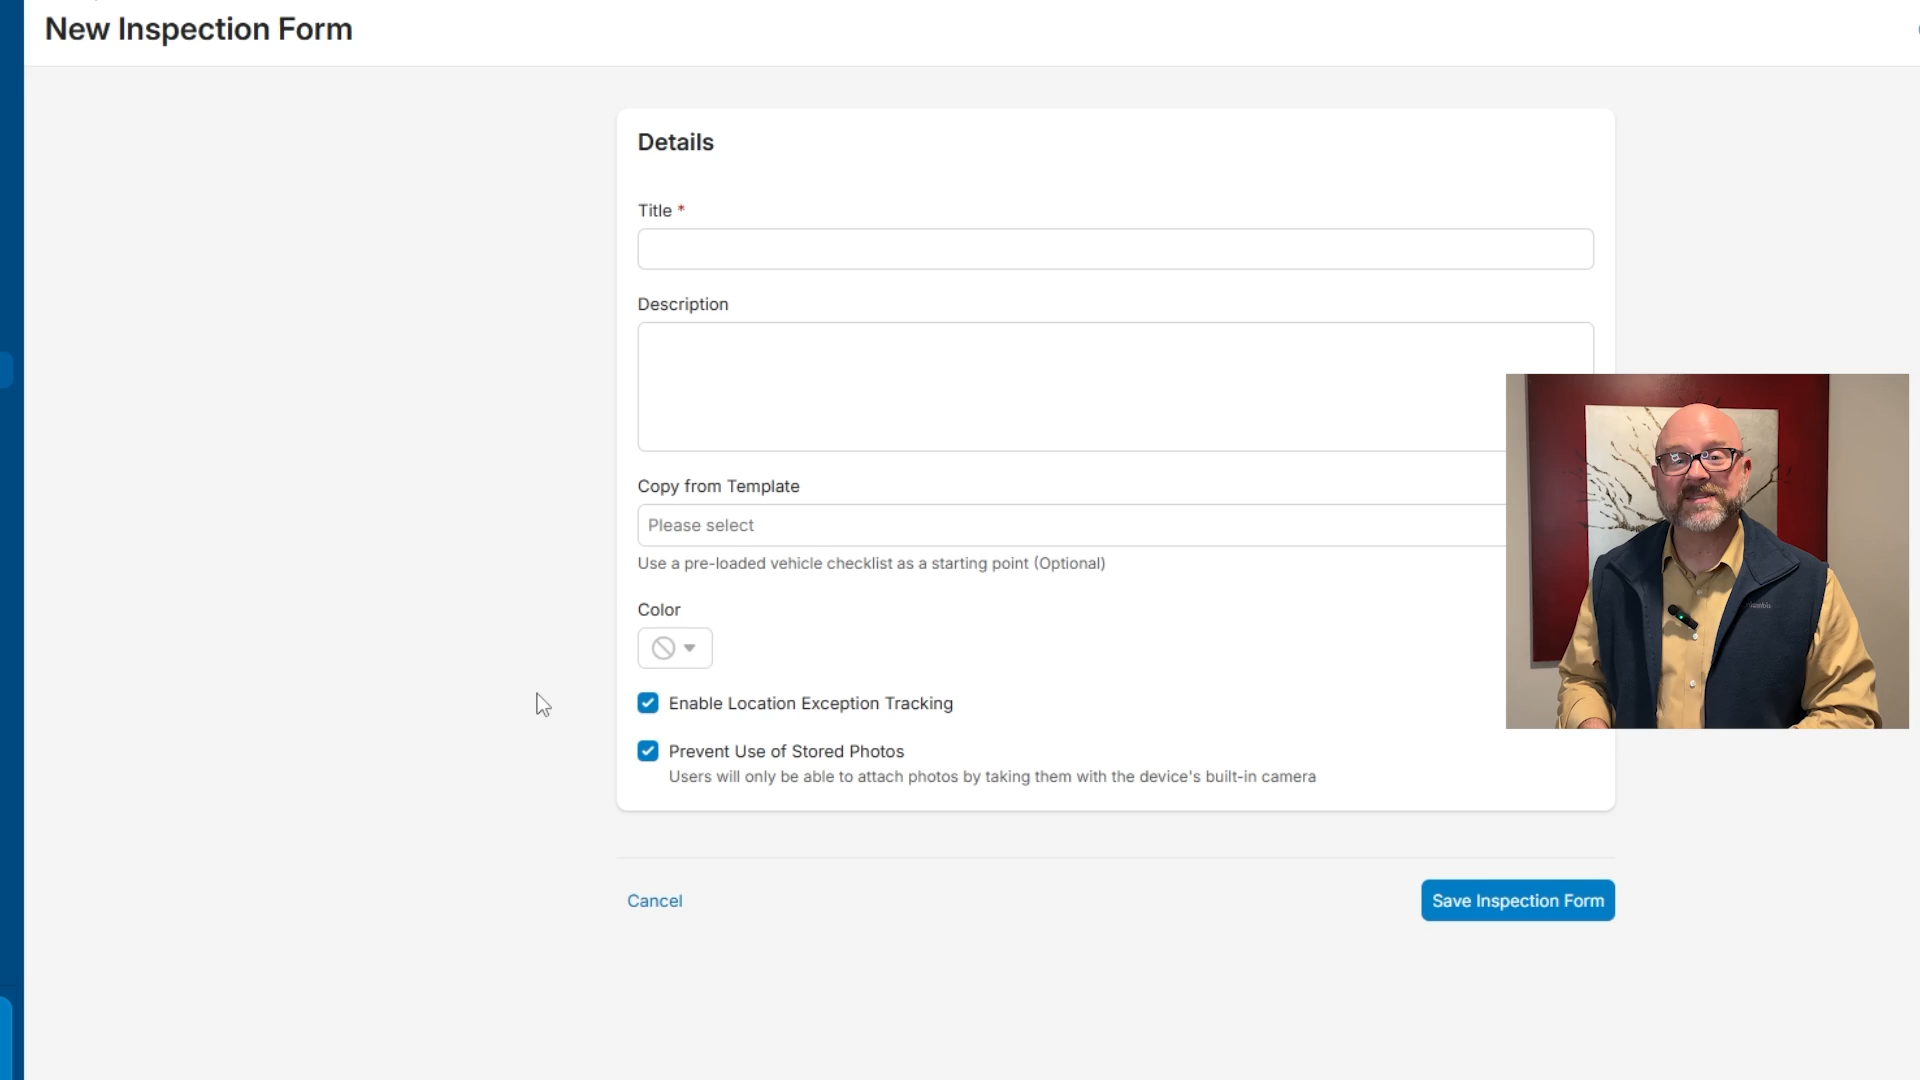 New Inspection Form
Details
Title *
Description
Copy from Template
Please select
Use a pre-loaded vehicle checklist as a starting point (Optional)
Color
Enable Location Exception Tracking
Prevent Use of Stored Photos
Users will only be able to attach photos by taking them with the device's built-in camera
Cancel
Save Inspection Form